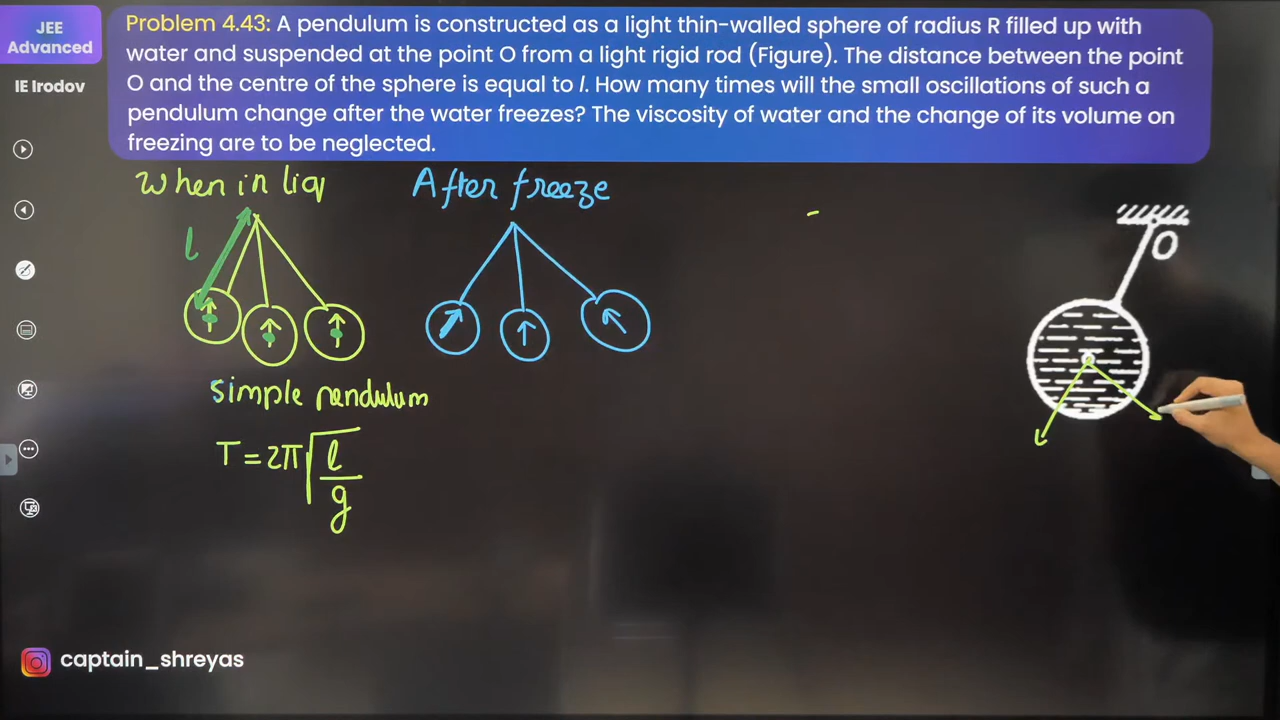 JEE
Advanced
IE Irodov
Problem 4.43: A pendulum is constructed as a light thin-walled sphere of radius R filled up with
water and suspended at the point O from a light rigid rod (Figure). The distance between the point
O and the centre of the sphere is equal to l. How many times will the small oscillations of such a
pendulum change after the water freezes? The viscosity of water and the change of its volume on
freezing are to be neglected.
When in liq
After freeze
l
O
simple pendulum
T = 2π√(l/g)
captain_shreyas